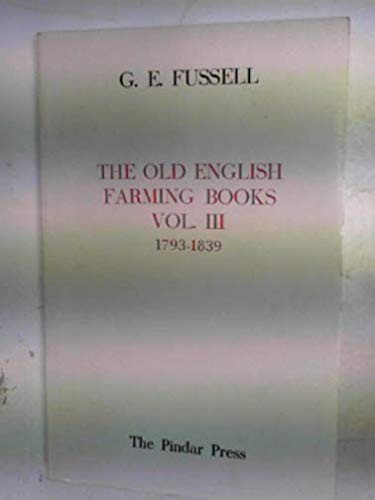 G. E. FUSSELL
THE OLD ENGLISH
FARMING BOOKS
VOL. III
1793-1839
The Pindar Press